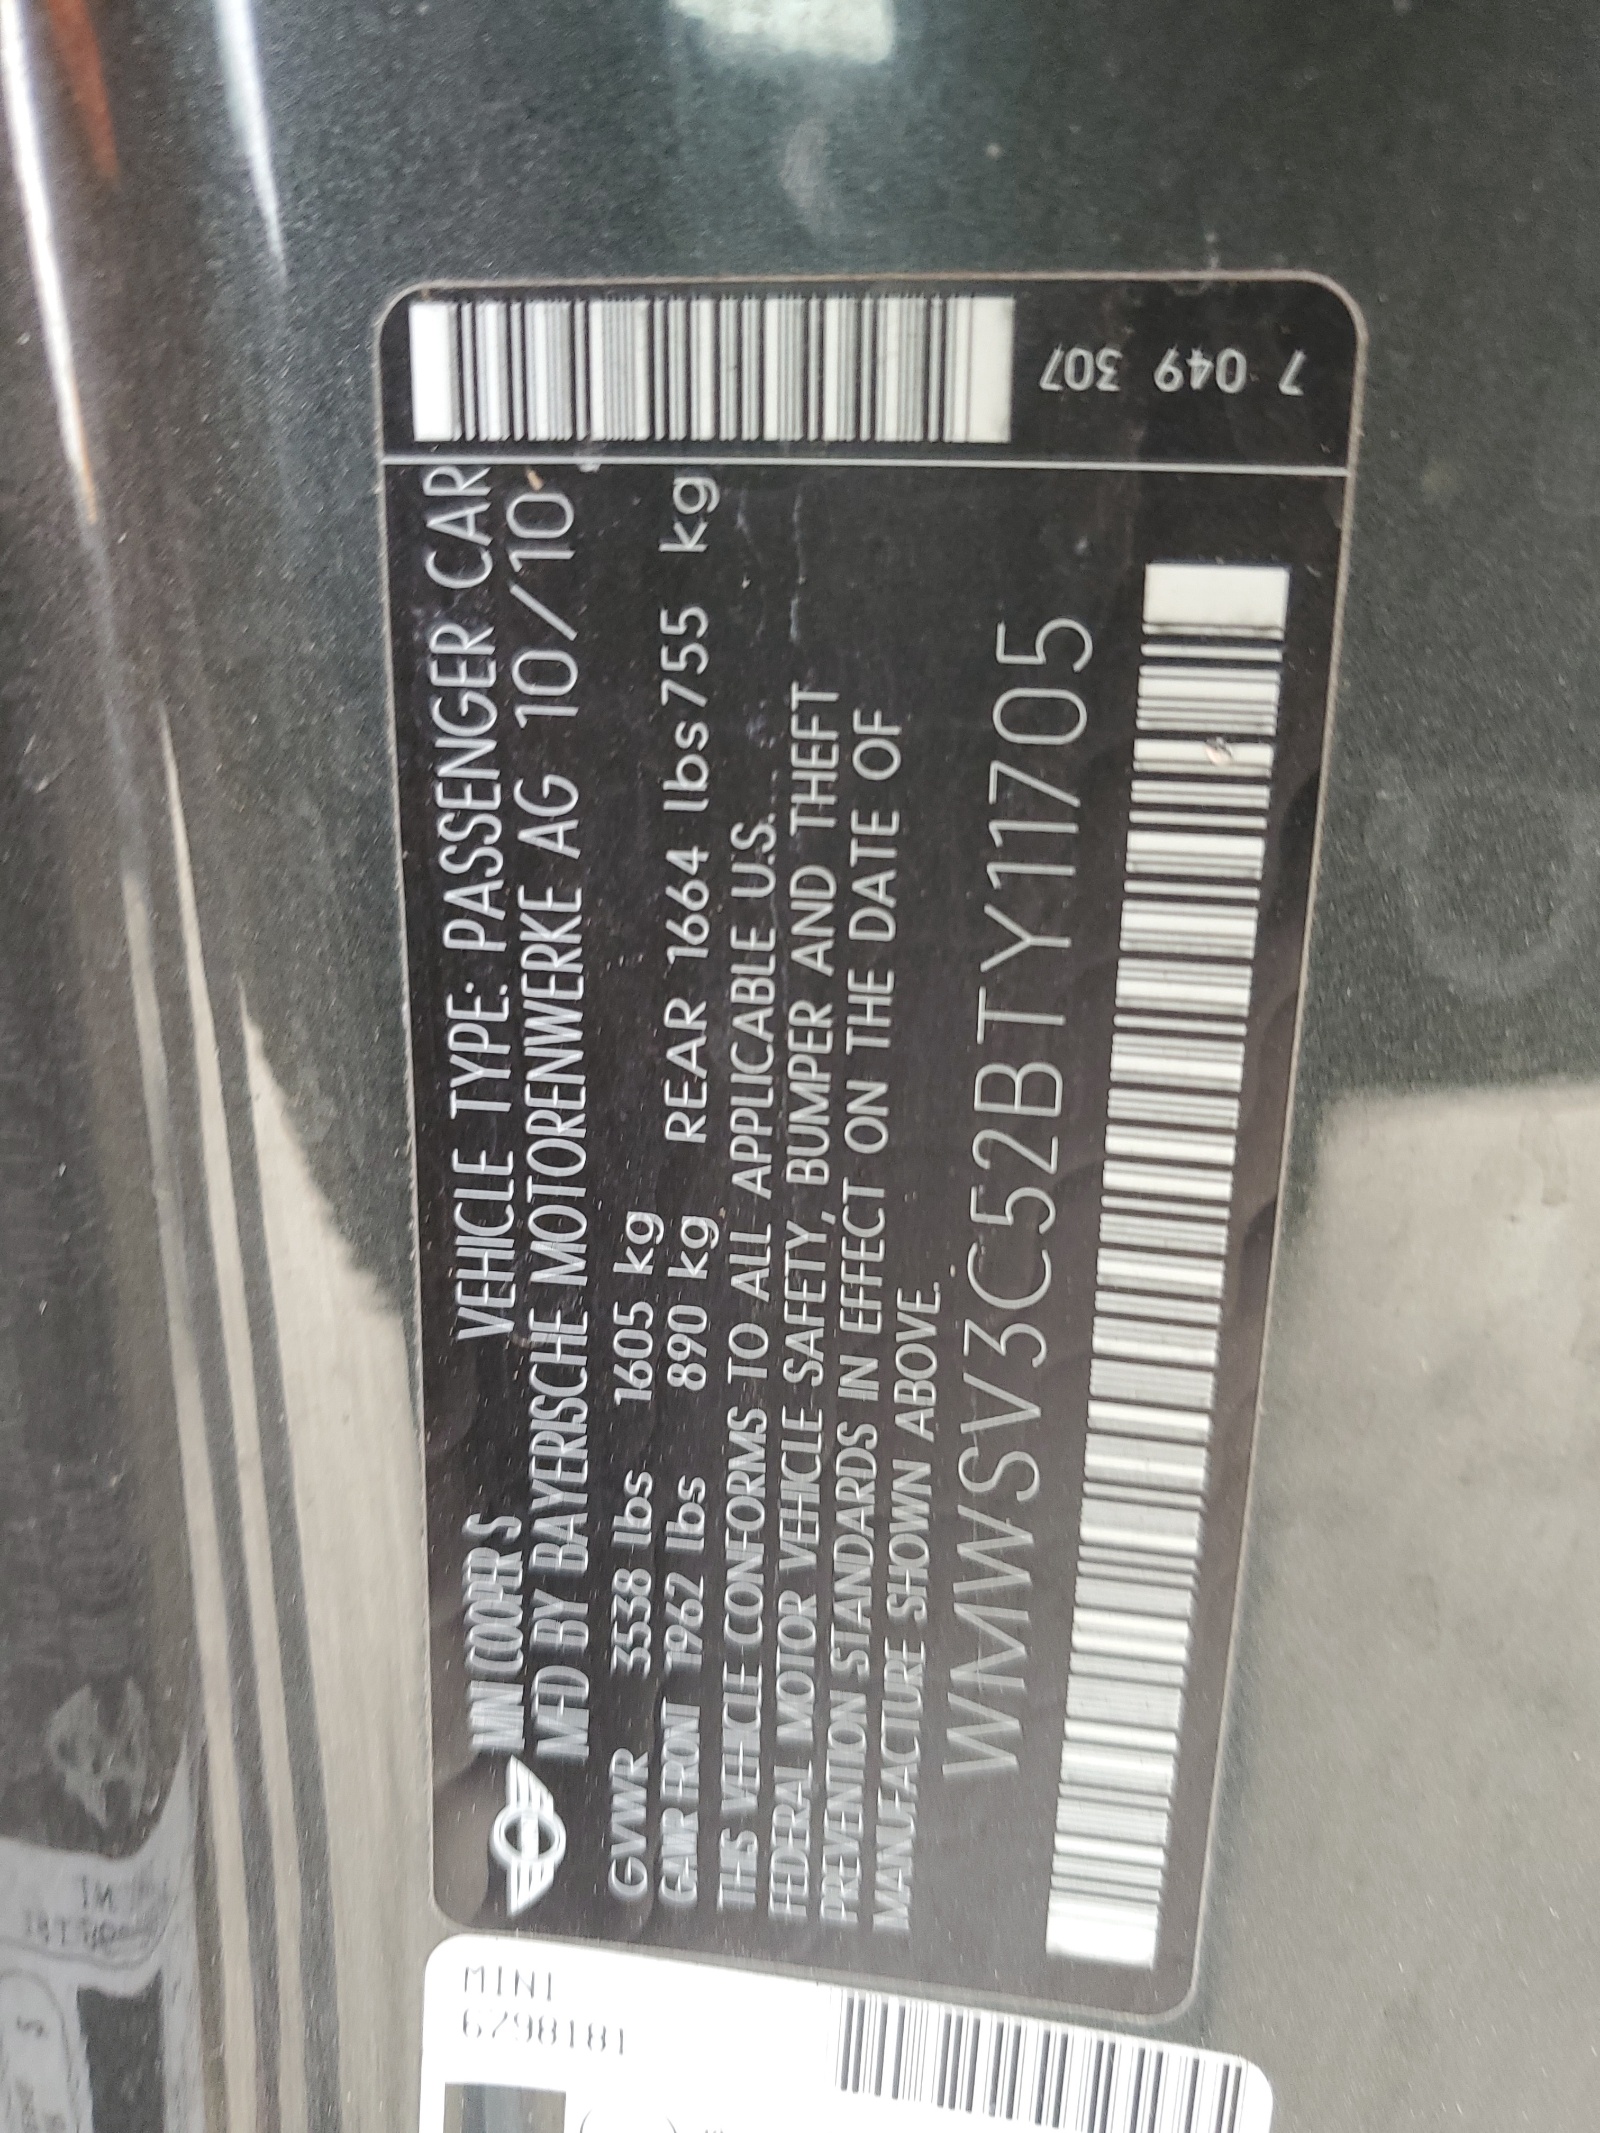 MINI COOPER S VEHICLE TYPE: PASSENGER CAR
MFD BY BAYERISCHE MOTORENWERKE AG 10/10
GVWR 3538 lbs 1605 kg
GAWR FRONT 1962 lbs 890 kg REAR 1664 lbs 755 kg
THIS VEHICLE CONFORMS TO ALL APPLICABLE U.S.
FEDERAL MOTOR VEHICLE SAFETY, BUMPER AND THEFT
PREVENTION STANDARDS IN EFFECT ON THE DATE OF
MANUFACTURE SHOWN ABOVE.
WMWSV3C52BTY11705
7 049 307
MINI
6798181